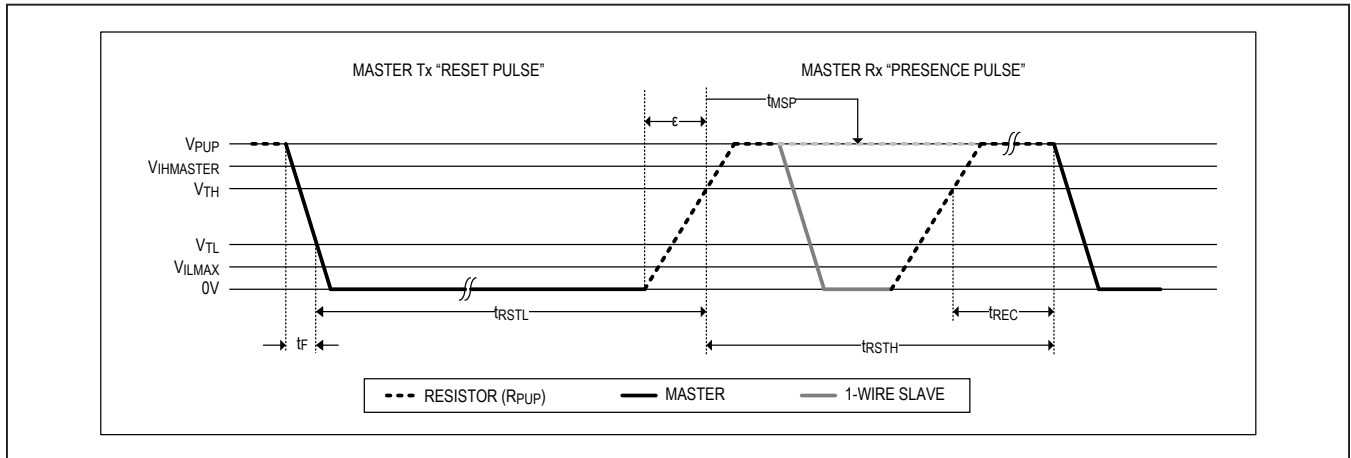 MASTER Tx “RESET PULSE”
MASTER Rx “PRESENCE PULSE”
ε
tMSP
VPUP
VIHMASTER
VTH
VTL
VILMAX
0V
tRSTL
tREC
tF
tRSTH
RESISTOR (RPUP)
MASTER
1-WIRE SLAVE